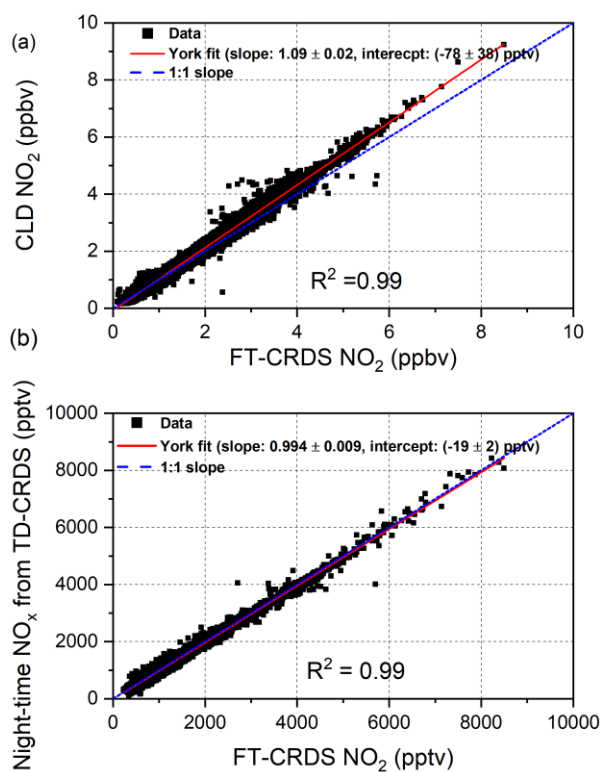 (a)
10
8
6
4
2
0
CLD NO₂ (ppbv)
Data
York fit (slope: 1.09 ± 0.02, interecpt: (-78 ± 38) pptv)
1:1 slope
R² =0.99
0 2 4 6 8 10
FT-CRDS NO₂ (ppbv)
(b)
10000
8000
6000
4000
2000
0
Night-time NOₓ from TD-CRDS (pptv)
Data
York fit (slope: 0.994 ± 0.009, intercept: (-19 ± 2) pptv)
1:1 slope
R² = 0.99
0 2000 4000 6000 8000 10000
FT-CRDS NO₂ (pptv)